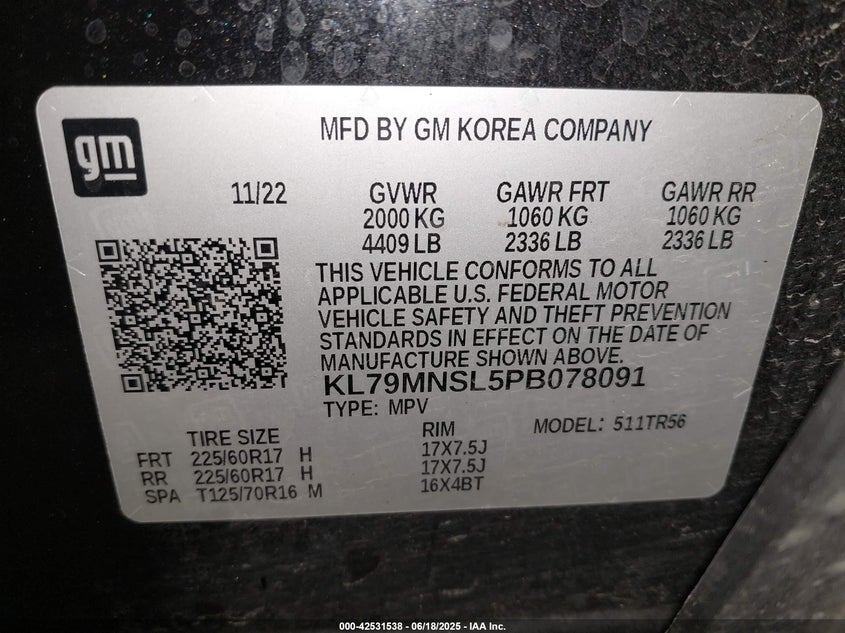 gm
MFD BY GM KOREA COMPANY
11/22 GVWR GAWR FRT GAWR RR
2000 KG 1060 KG 1060 KG
4409 LB 2336 LB 2336 LB
THIS VEHICLE CONFORMS TO ALL
APPLICABLE U.S. FEDERAL MOTOR
VEHICLE SAFETY AND THEFT PREVENTION
STANDARDS IN EFFECT ON THE DATE OF
MANUFACTURE SHOWN ABOVE.
KL79MNSL5PB078091
TYPE: MPV MODEL: 511TR56
TIRE SIZE RIM
FRT 225/60R17 H 17X7.5J
RR 225/60R17 H 17X7.5J
SPA T125/70R16 M 16X4BT
000-42531538 - 06/18/2025 - IAA Inc.